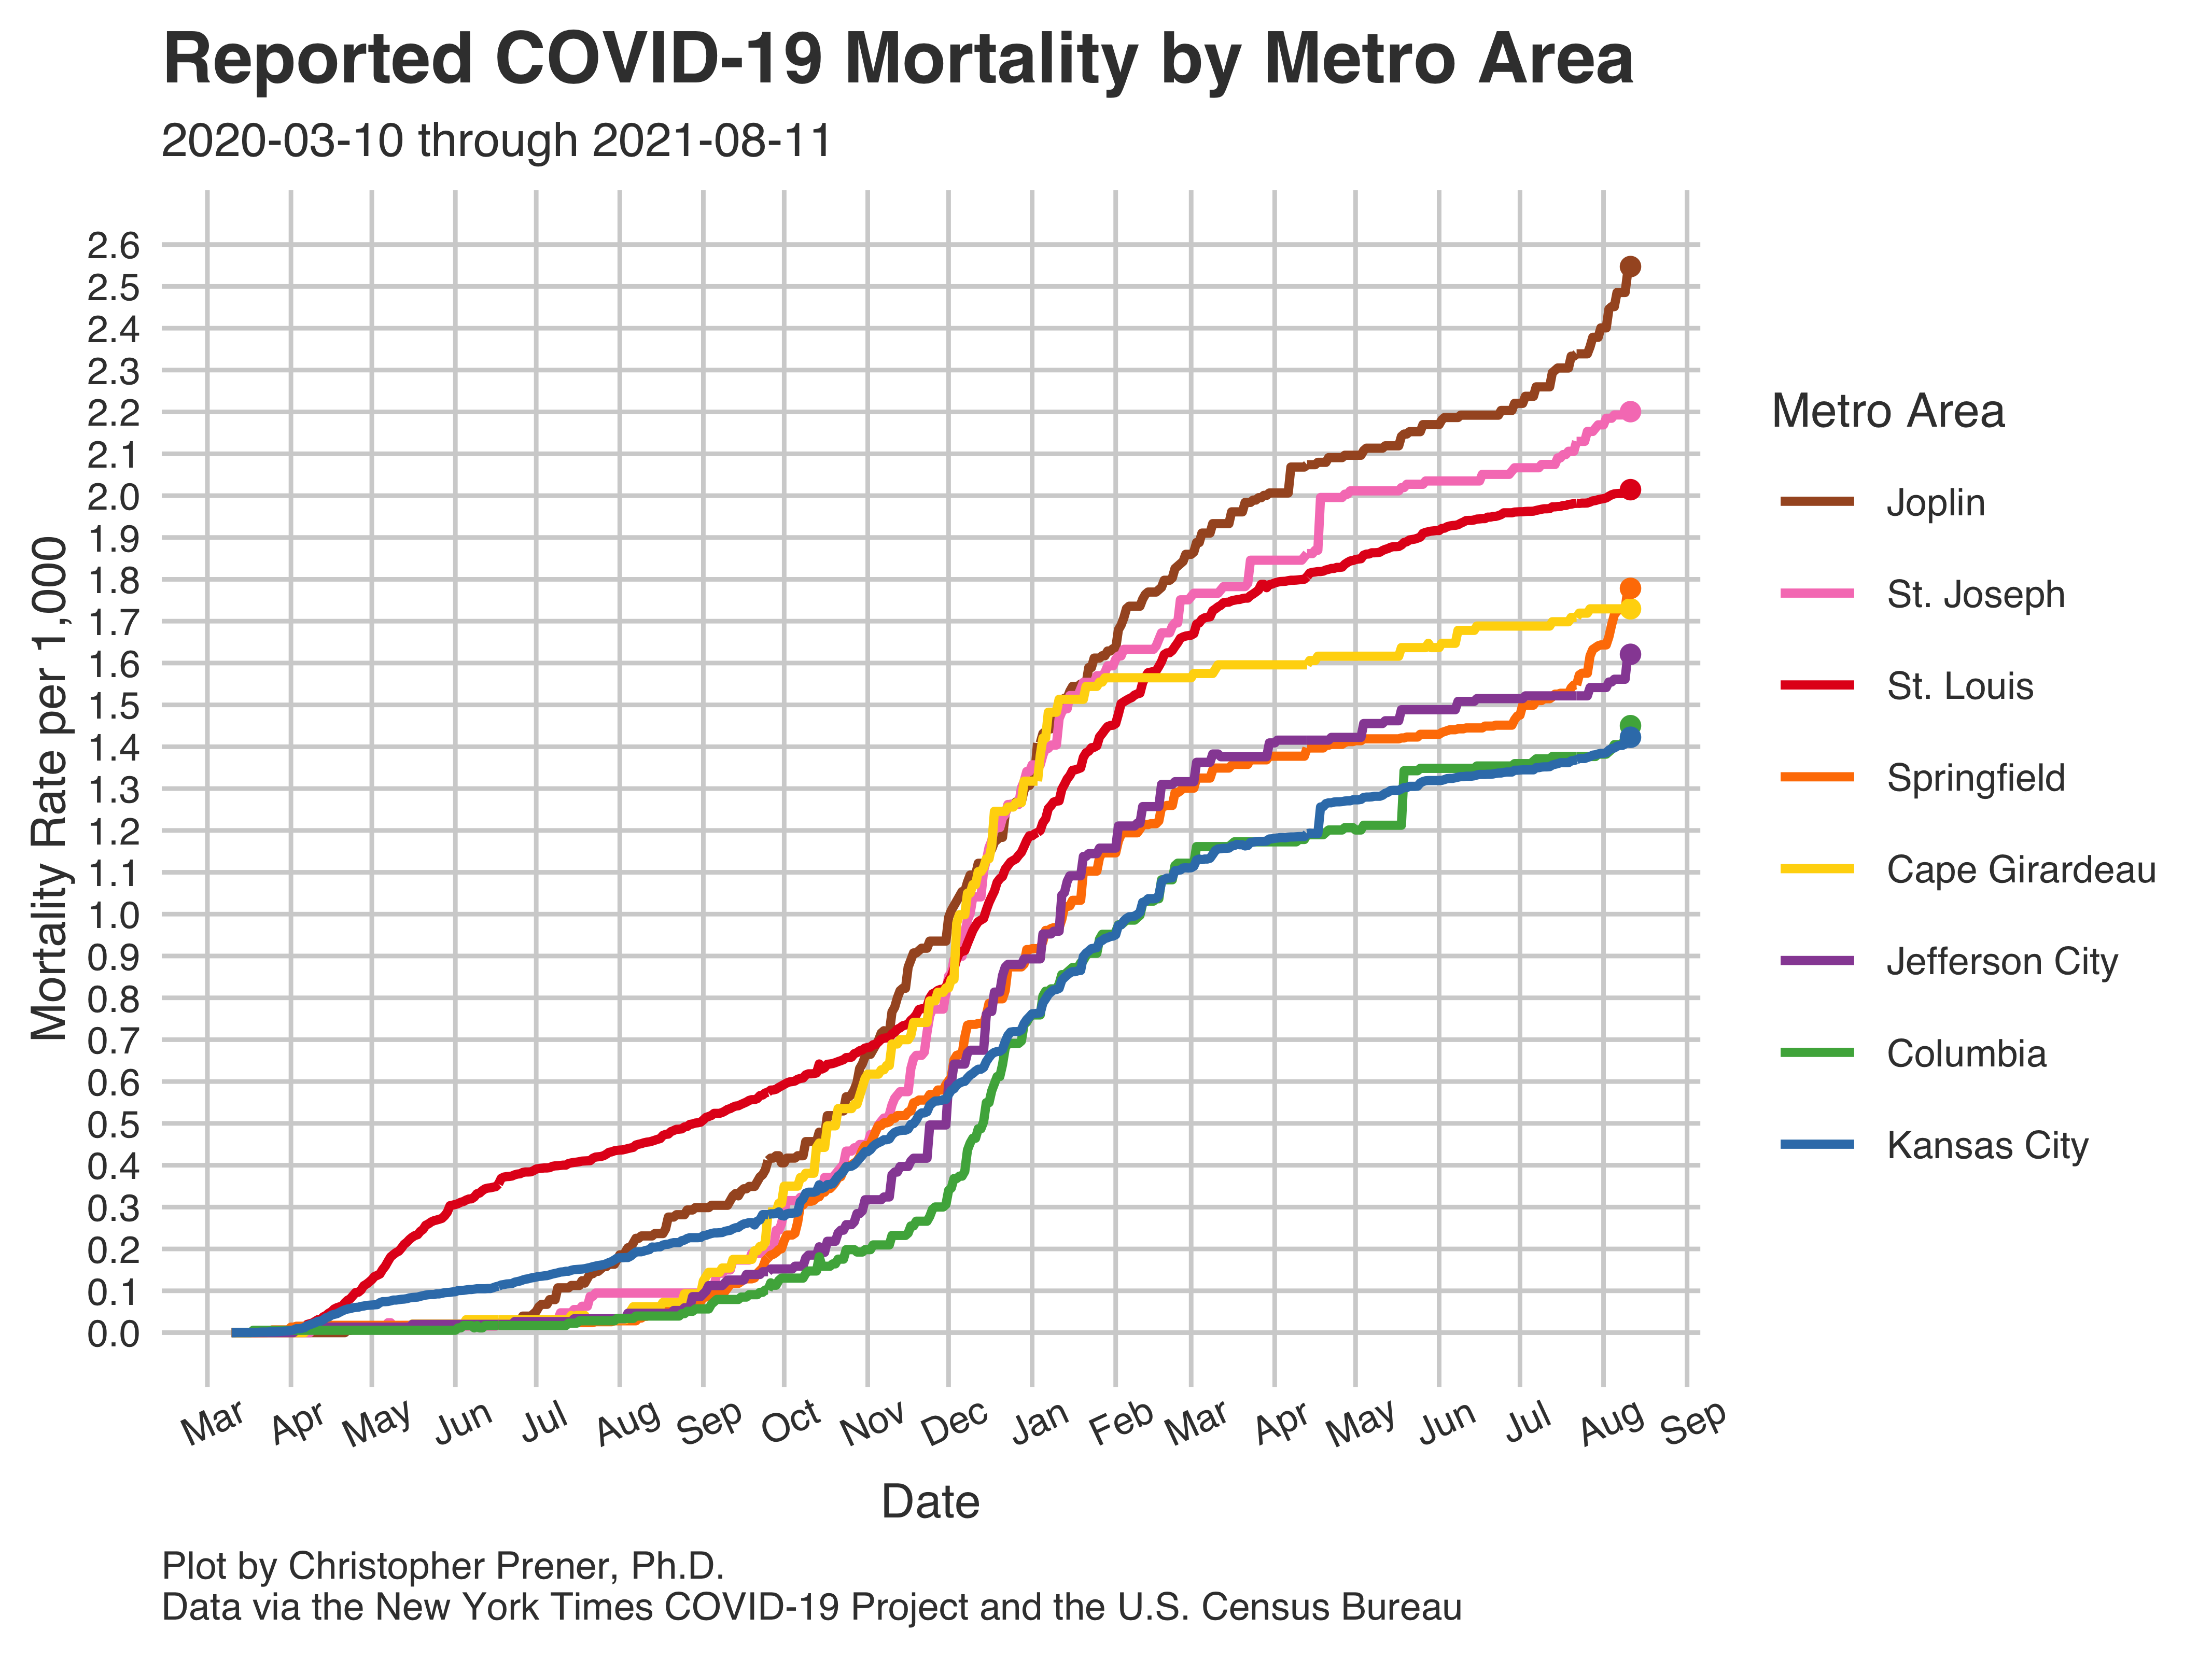 Reported COVID-19 Mortality by Metro Area
2020-03-10 through 2021-08-11
Mortality Rate per 1,000
2.6
2.5
2.4
2.3
2.2
2.1
2.0
1.9
1.8
1.7
1.6
1.5
1.4
1.3
1.2
1.1
1.0
0.9
0.8
0.7
0.6
0.5
0.4
0.3
0.2
0.1
0.0
Mar Apr May Jun Jul Aug Sep Oct Nov Dec Jan Feb Mar Apr May Jun Jul Aug Sep
Date
Metro Area
Joplin
St. Joseph
St. Louis
Springfield
Cape Girardeau
Jefferson City
Columbia
Kansas City
Plot by Christopher Prener, Ph.D.
Data via the New York Times COVID-19 Project and the U.S. Census Bureau